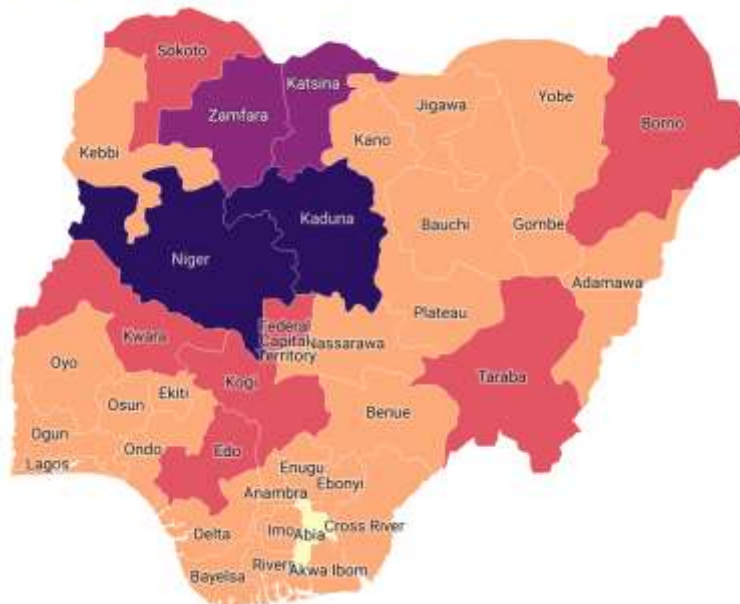 Sokoto
Katsina
Zamfara
Jigawa
Yobe
Borno
Kano
Kebbi
Kaduna
Bauchi
Gombe
Niger
Adamawa
Plateau
Federal
Capital
Territory
Nassarawa
Kwara
Oyo
Kogi
Taraba
Ekiti
Osun
Benue
Ogun
Ondo
Edo
Lagos
Enugu
Ebonyi
Anambra
Delta
Imo
Abia
Cross River
Rivers
Akwa Ibom
Bayelsa